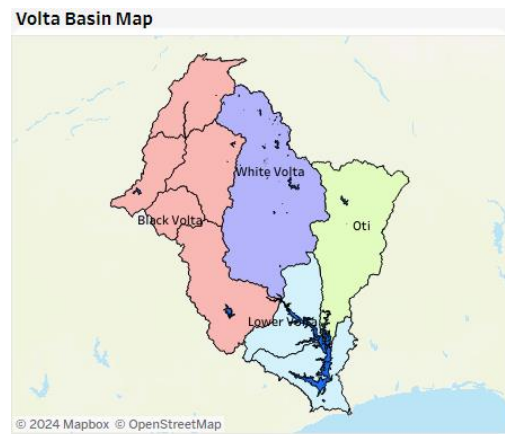 Volta Basin Map
White Volta
Black Volta
Oti
Lower Volta
© 2024 Mapbox © OpenStreetMap